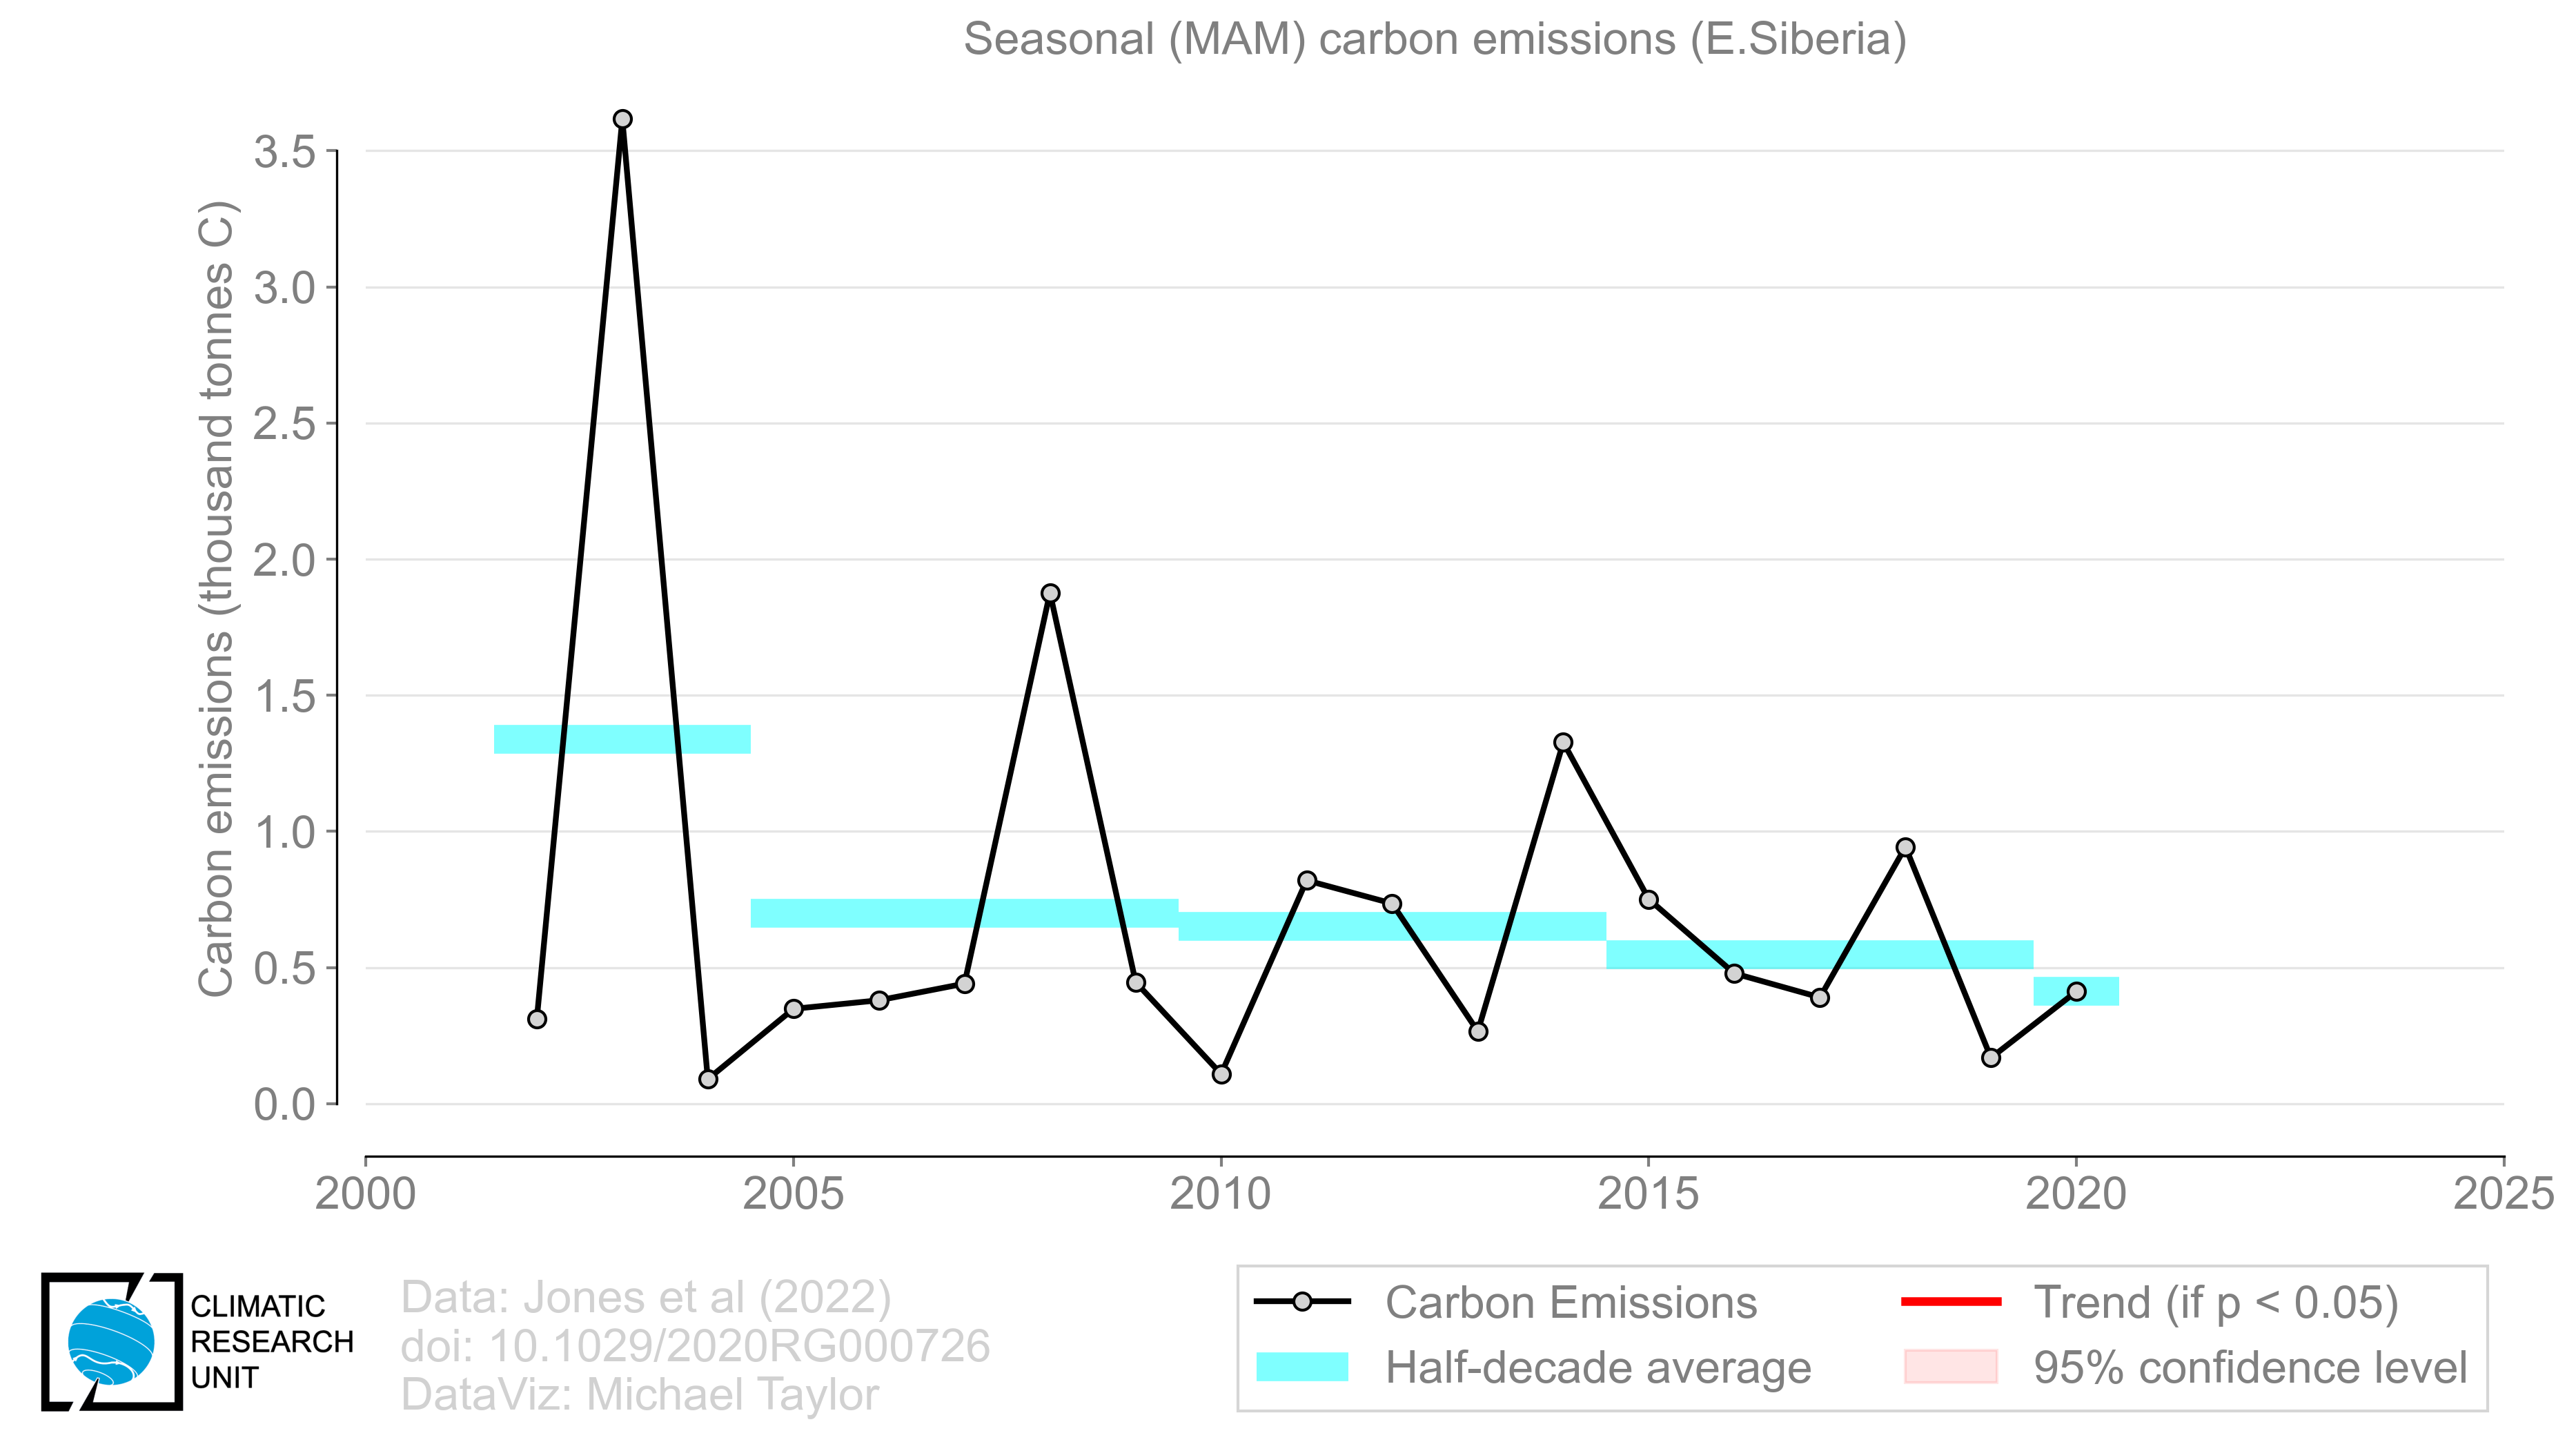 Seasonal (MAM) carbon emissions (E.Siberia)
Carbon emissions (thousand tonnes C)
3.5
3.0
2.5
2.0
1.5
1.0
0.5
0.0
2000 2005 2010 2015 2020 2025
CLIMATIC
RESEARCH
UNIT
Data: Jones et al (2022)
doi: 10.1029/2020RG000726
DataViz: Michael Taylor
Carbon Emissions
Half-decade average
Trend (if p < 0.05)
95% confidence level